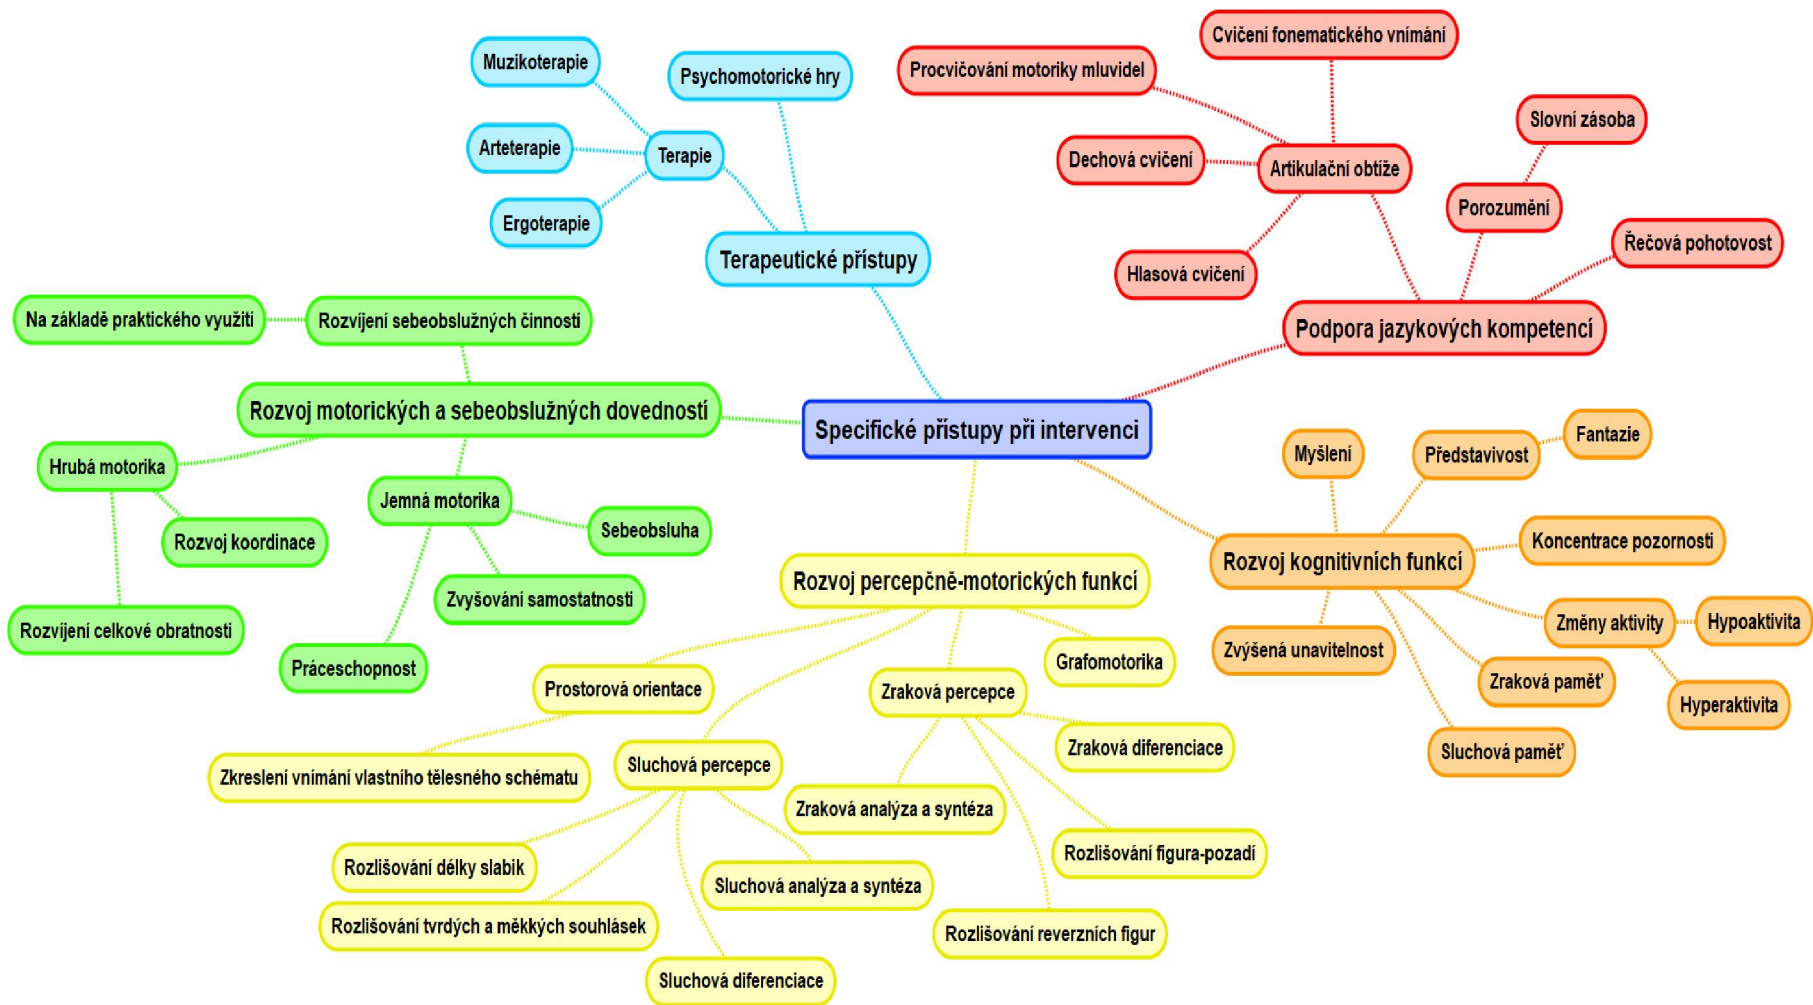 Cvičení fonematického vnímání
Muzikoterapie
Psychomotorické hry
Procvičování motoriky mluvidel
Slovní zásoba
Arteterapie
Terapie
Dechová cvičení
Artikulační obtíže
Porozumění
Ergoterapie
Řečová pohotovost
Terapeutické přístupy
Hlasová cvičení
Na základě praktického využití
Rozvíjení sebeobslužných činností
Podpora jazykových kompetencí
Rozvoj motorických a sebeobslužných dovedností
Specifické přístupy při intervenci
Fantazie
Myšlení
Představivost
Hrubá motorika
Jemná motorika
Sebeobsluha
Rozvoj koordinace
Koncentrace pozornosti
Rozvoj kognitivních funkcí
Rozvoj percepčně-motorických funkcí
Zvyšování samostatnosti
Rozvíjení celkové obratnosti
Změny aktivity
Hypoaktivita
Zvýšená unavitelnost
Práceschopnost
Grafomotorika
Prostorová orientace
Zraková percepce
Zraková paměť
Hyperaktivita
Zraková diferenciace
Sluchová paměť
Zkreslení vnímání vlastního tělesného schématu
Sluchová percepce
Zraková analýza a syntéza
Rozlišování délky slabik
Rozlišování figura-pozadí
Sluchová analýza a syntéza
Rozlišování tvrdých a měkkých souhlásek
Rozlišování reverzních figur
Sluchová diferenciace